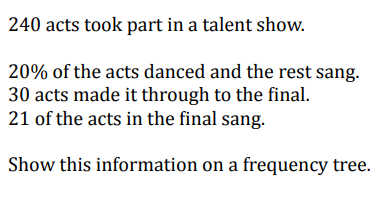 240 acts took part in a talent show.
20% of the acts danced and the rest sang.
30 acts made it through to the final.
21 of the acts in the final sang.
Show this information on a frequency tree.